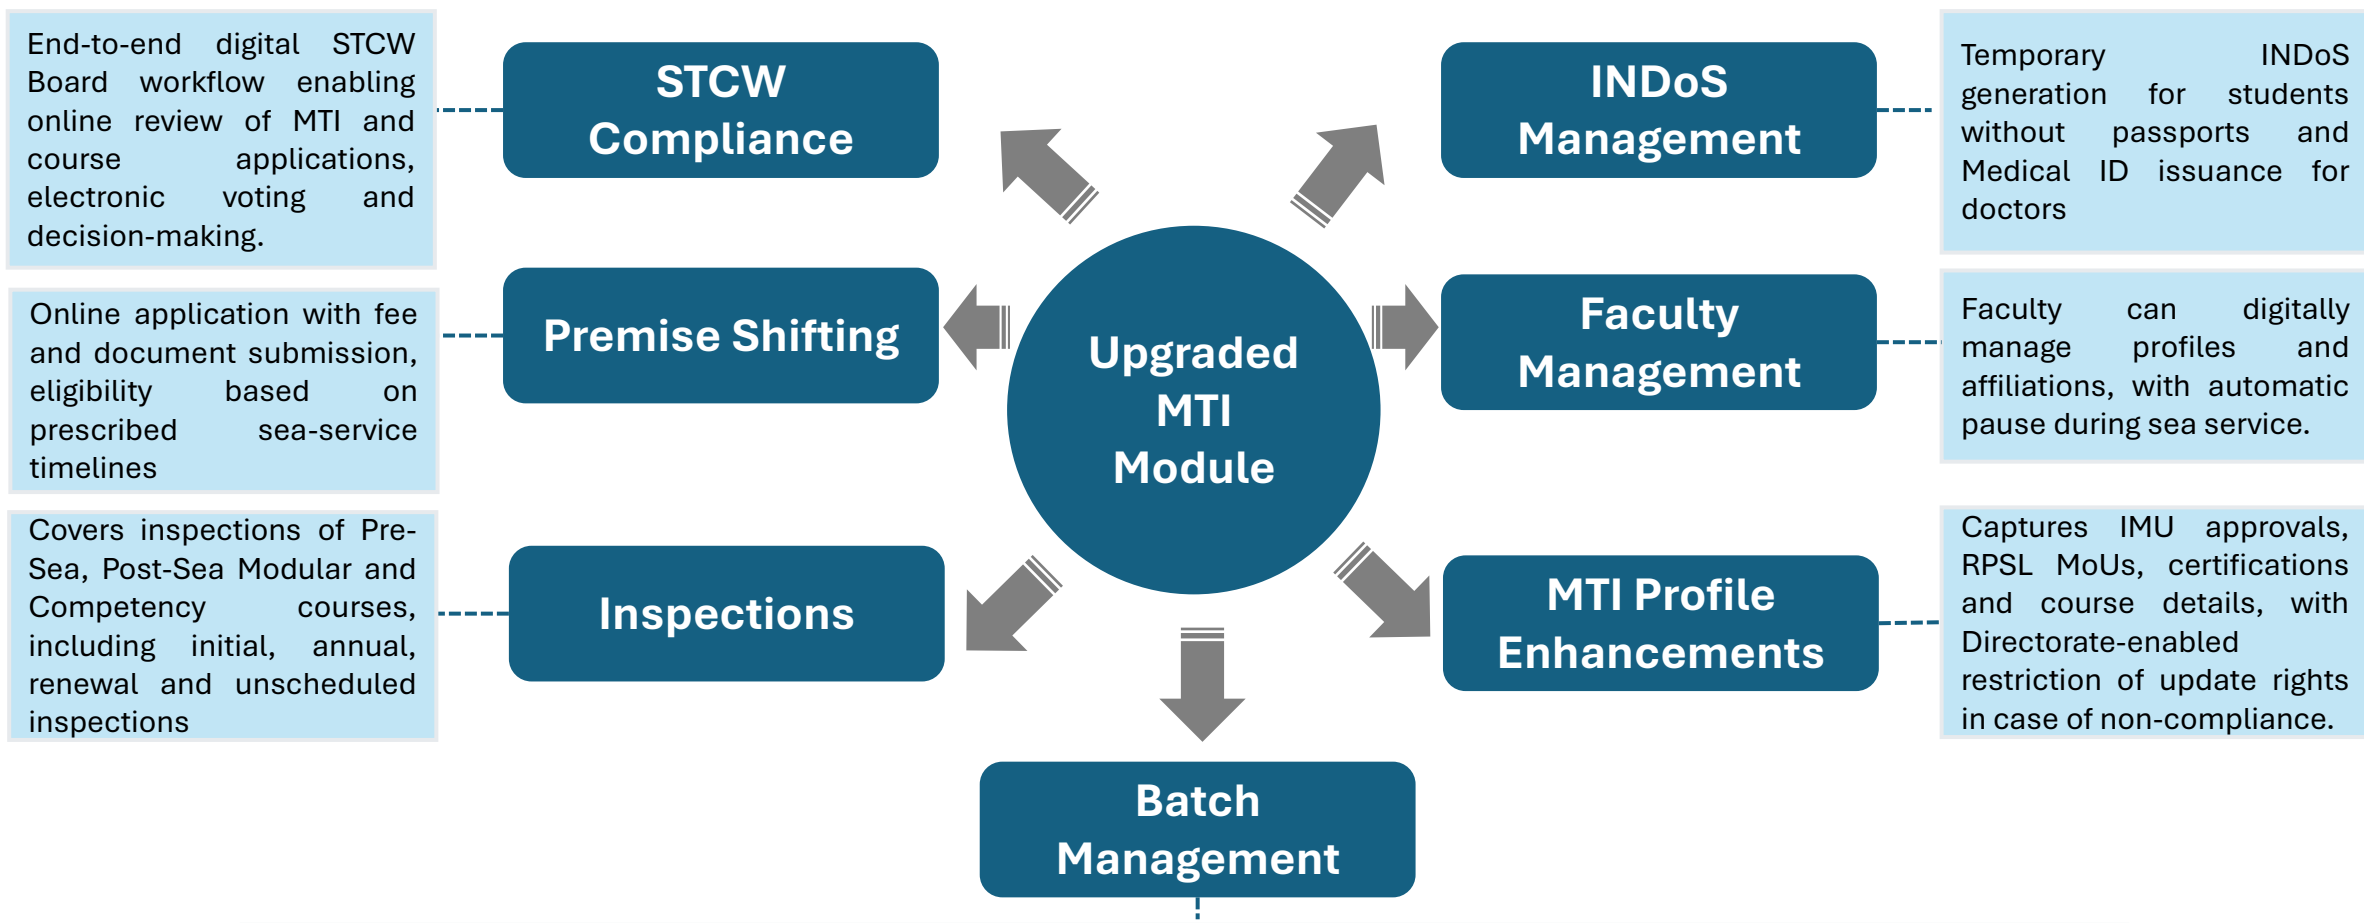 End-to-end digital STCW
Board workflow enabling
online review of MTI and
course applications,
electronic voting and
decision-making.
STCW
Compliance
INDoS
Management
Temporary INDoS
generation for students
without passports and
Medical ID issuance for
doctors
Online application with fee
and document submission,
eligibility based on
prescribed sea-service
timelines
Premise Shifting
Upgraded
MTI
Module
Faculty
Management
Faculty can digitally
manage profiles and
affiliations, with automatic
pause during sea service.
Covers inspections of Pre-
Sea, Post-Sea Modular and
Competency courses,
including initial, annual,
renewal and unscheduled
inspections
Inspections
MTI Profile
Enhancements
Captures IMU approvals,
RPSL MoUs, certifications
and course details, with
Directorate-enabled
restriction of update rights
in case of non-compliance.
Batch
Management